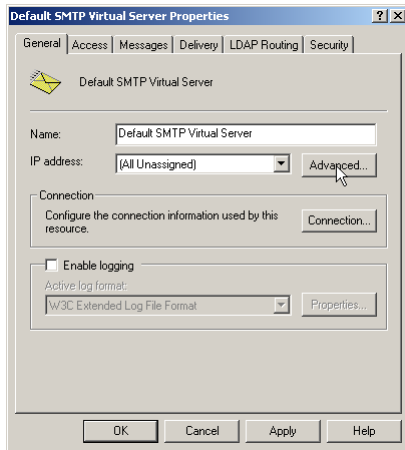 Default SMTP Virtual Server Properties
General Access Messages Delivery LDAP Routing Security
Default SMTP Virtual Server
Name: Default SMTP Virtual Server
IP address: (All Unassigned) Advanced...
Connection
Configure the connection information used by this
resource.
Connection...
Enable logging
Active log format:
W3C Extended Log File Format Properties...
OK Cancel Apply Help